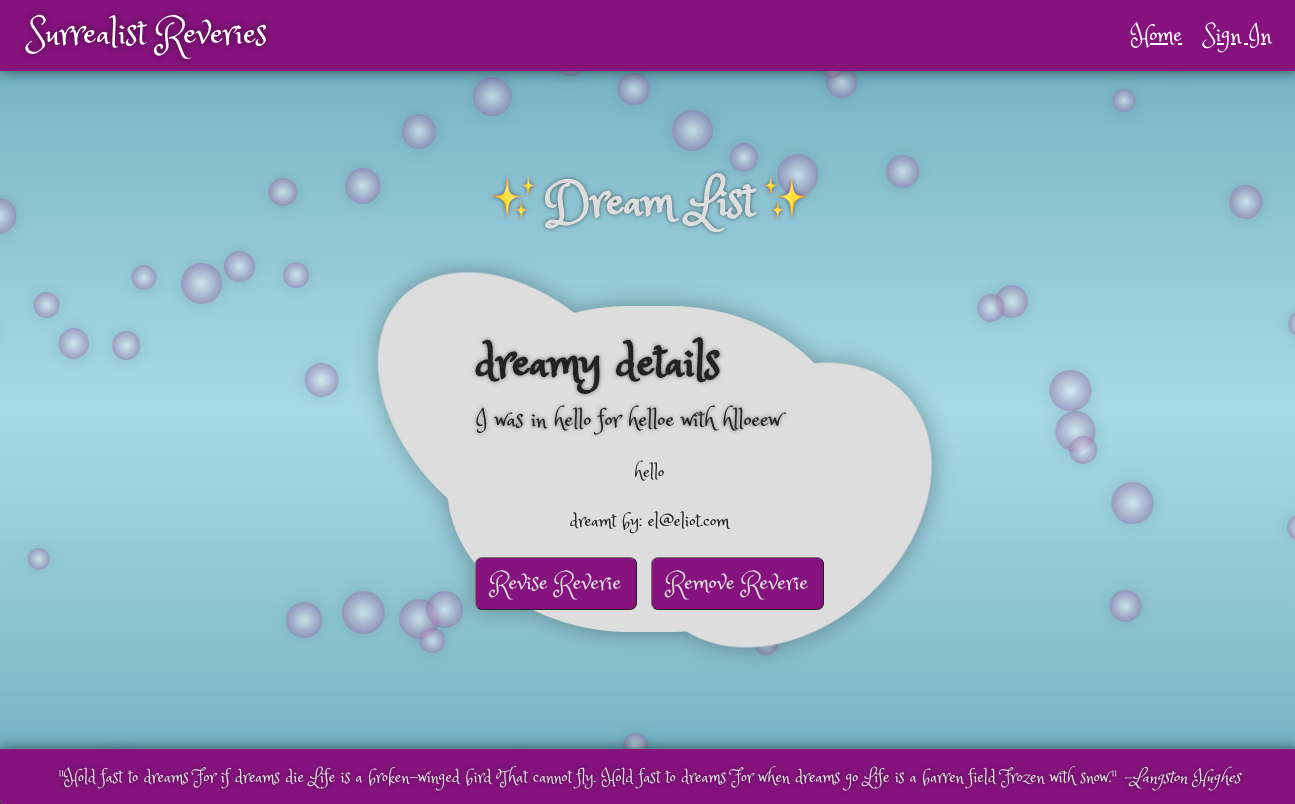 Surrealist Reveries
Home Sign In
✨ Dream List ✨
dreamy details
I was in hello for helloe with hlloeew
hello
dreamt by: el@eliot.com
Revise Reverie Remove Reverie
"Hold fast to dreams For if dreams die Life is a broken-winged bird That cannot fly. Hold fast to dreams For when dreams go Life is a barren field Frozen with snow." —Langston Hughes